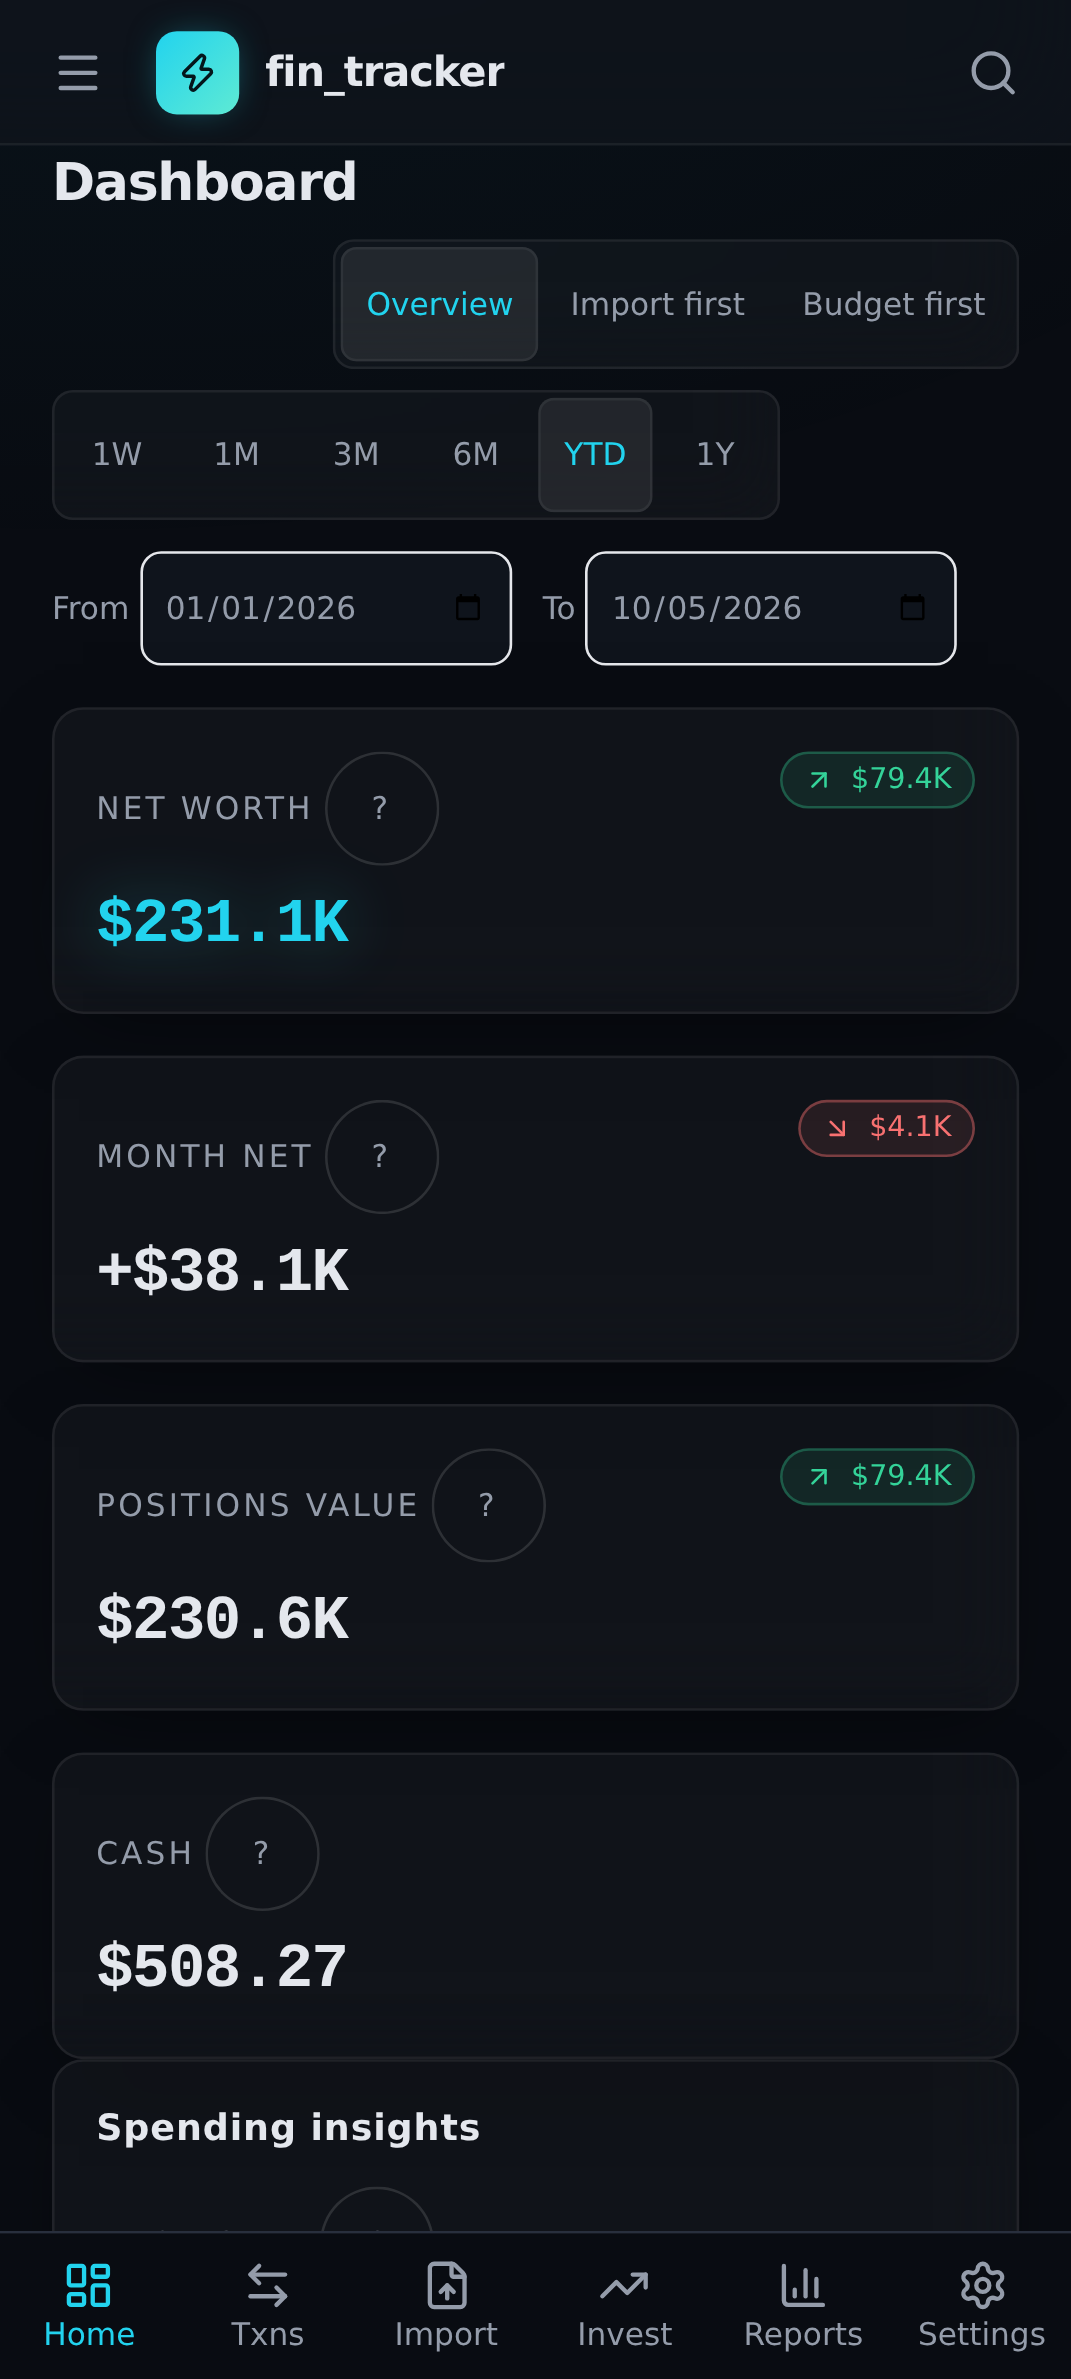 fin_tracker
Dashboard
Overview Import first Budget first
1W 1M 3M 6M YTD 1Y
From 01/01/2026 To 10/05/2026
NET WORTH ? $79.4K
$231.1K
MONTH NET ? $4.1K
+$38.1K
POSITIONS VALUE ? $79.4K
$230.6K
CASH ?
$508.27
Spending insights
Home Txns Import Invest Reports Settings